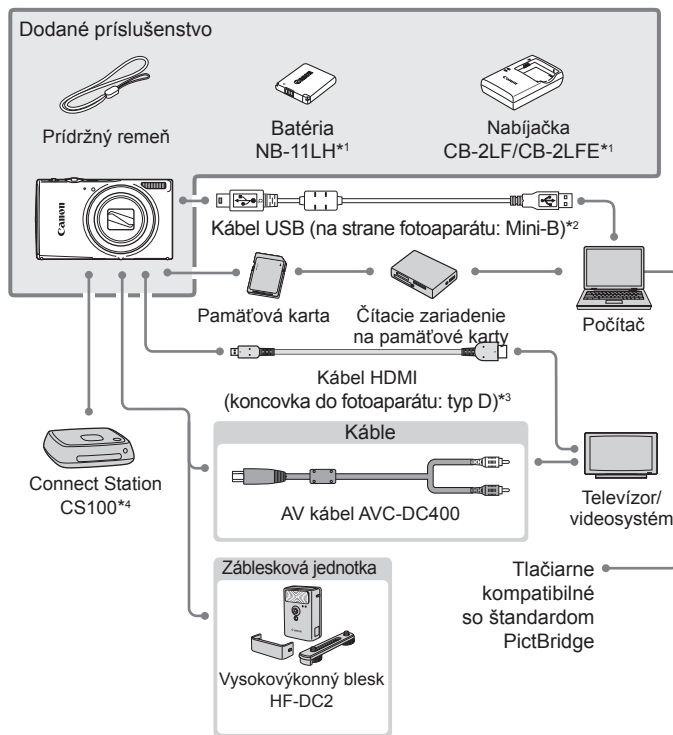 Dodané príslušenstvo
Prídržný remeň
Batéria
NB-11LH*1
Nabíjačka
CB-2LF/CB-2LFE*1
Canon
Kábel USB (na strane fotoaparátu: Mini-B)*2
Pamäťová karta
Čítacie zariadenie
na pamäťové karty
Počítač
Kábel HDMI
(koncovka do fotoaparátu: typ D)*3
Connect Station
CS100*4
Káble
AV kábel AVC-DC400
Televízor/
videosystém
Záblesková jednotka
Vysokovýkonný blesk
HF-DC2
Tlačiarne
kompatibilné
so štandardom
PictBridge